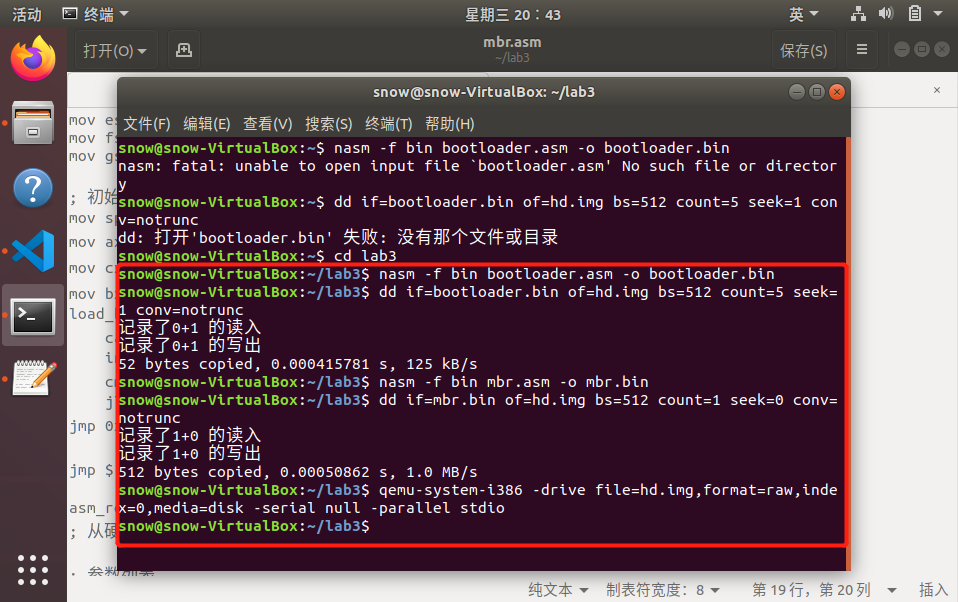 活动 终端 星期三 20：43 英
打开(O) mbr.asm 保存(S)
~/lab3
snow@snow-VirtualBox: ~/lab3
文件(F) 编辑(E) 查看(V) 搜索(S) 终端(T) 帮助(H)
snow@snow-VirtualBox:~$ nasm -f bin bootloader.asm -o bootloader.bin
nasm: fatal: unable to open input file `bootloader.asm' No such file or director
y
snow@snow-VirtualBox:~$ dd if=bootloader.bin of=hd.img bs=512 count=5 seek=1 con
v=notrunc
dd: 打开'bootloader.bin' 失败: 没有那个文件或目录
snow@snow-VirtualBox:~$ cd lab3
snow@snow-VirtualBox:~/lab3$ nasm -f bin bootloader.asm -o bootloader.bin
snow@snow-VirtualBox:~/lab3$ dd if=bootloader.bin of=hd.img bs=512 count=5 seek=
1 conv=notrunc
记录了0+1 的读入
记录了0+1 的写出
52 bytes copied, 0.000415781 s, 125 kB/s
snow@snow-VirtualBox:~/lab3$ nasm -f bin mbr.asm -o mbr.bin
snow@snow-VirtualBox:~/lab3$ dd if=mbr.bin of=hd.img bs=512 count=1 seek=0 conv=
notrunc
记录了1+0 的读入
记录了1+0 的写出
512 bytes copied, 0.00050862 s, 1.0 MB/s
snow@snow-VirtualBox:~/lab3$ qemu-system-i386 -drive file=hd.img,format=raw,inde
x=0,media=disk -serial null -parallel stdio
snow@snow-VirtualBox:~/lab3$
mov
mov
mov
; 初始
mov
mov
mov
mov
load_
jmp
jmp $
; 从
纯文本 制表符宽度：8 第 19 行，第 20 列 插入